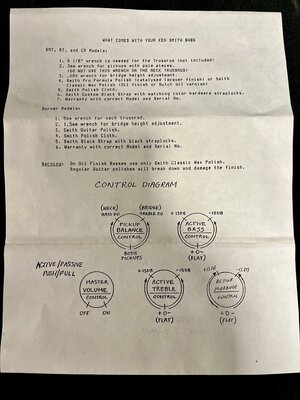 WHAT COMES WITH YOUR KEN SMITH BASS
BMT, BT, and CR Models:
1. A 1/8" wrench is needed for the trussrod (not included)
2. 3mm wrench for pickups with pole pieces.
(DO NOT USE THIS WRENCH ON THE NECK TRUSSROD)
3. .050 wrench for bridge height adjustment.
4. Smith Pro Formula Polish (catalysed lacquer finish) or Smith
Classic Wax Polish (Oil finish or Dutch oil varnish)
5. Smith Polish Cloth.
6. Smith Custom Black Strap with matching color hardware straplocks.
7. Warranty with correct Model and Serial No.
Burner Models:
1. 5mm wrench for neck trussrod.
2. 1.5mm wrench for bridge height adjustment.
3. Smith Guitar Polish.
4. Smith Polish Cloth.
5. Smith Black Strap with black straplocks.
6. Warranty with correct Model and Serial No.
On Oil Finish Basses use only Smith Classic Wax Polish.
Regular Guitar polishes will break down and damage the finish.
CONTROL DIAGRAM
(NECK) (BRIDGE)
BASS P.U. TREBLE P.U.
+15DB -15DB
PICKUP
BALANCE
CONTROL
BOTH
PICKUPS
ACTIVE
BASS
CONTROL
+0-
(FLAT)
ACTIVE/PASSIVE
PUSH/PULL
MASTER
VOLUME
CONTROL
OFF ON
+15DB -15DB
ACTIVE
TREBLE
CONTROL
+0-
(FLAT)
+15DB -15DB
ACTIVE
MIDRANGE
CONTROL
+0-
(FLAT)